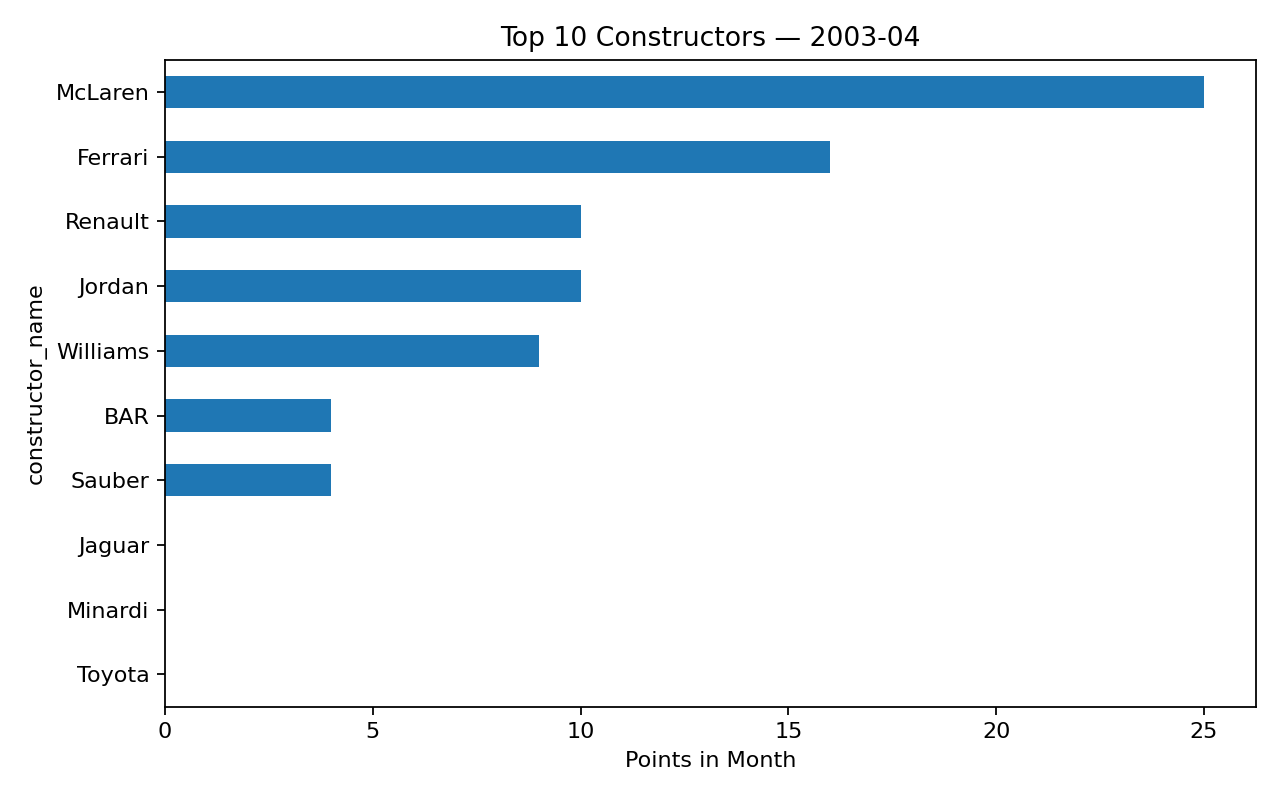 Top 10 Constructors — 2003-04
constructor_name
McLaren
Ferrari
Renault
Jordan
Williams
BAR
Sauber
Jaguar
Minardi
Toyota
0 5 10 15 20 25
Points in Month